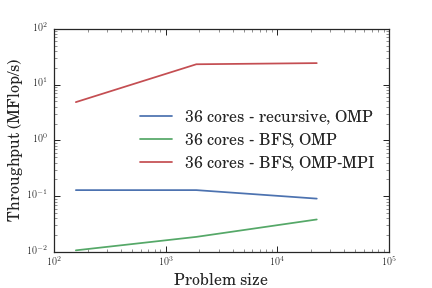 10²
10¹
10⁰
10⁻¹
10⁻²
Throughput (MFlop/s)
36 cores - recursive, OMP
36 cores - BFS, OMP
36 cores - BFS, OMP-MPI
10² 10³ 10⁴ 10⁵
Problem size